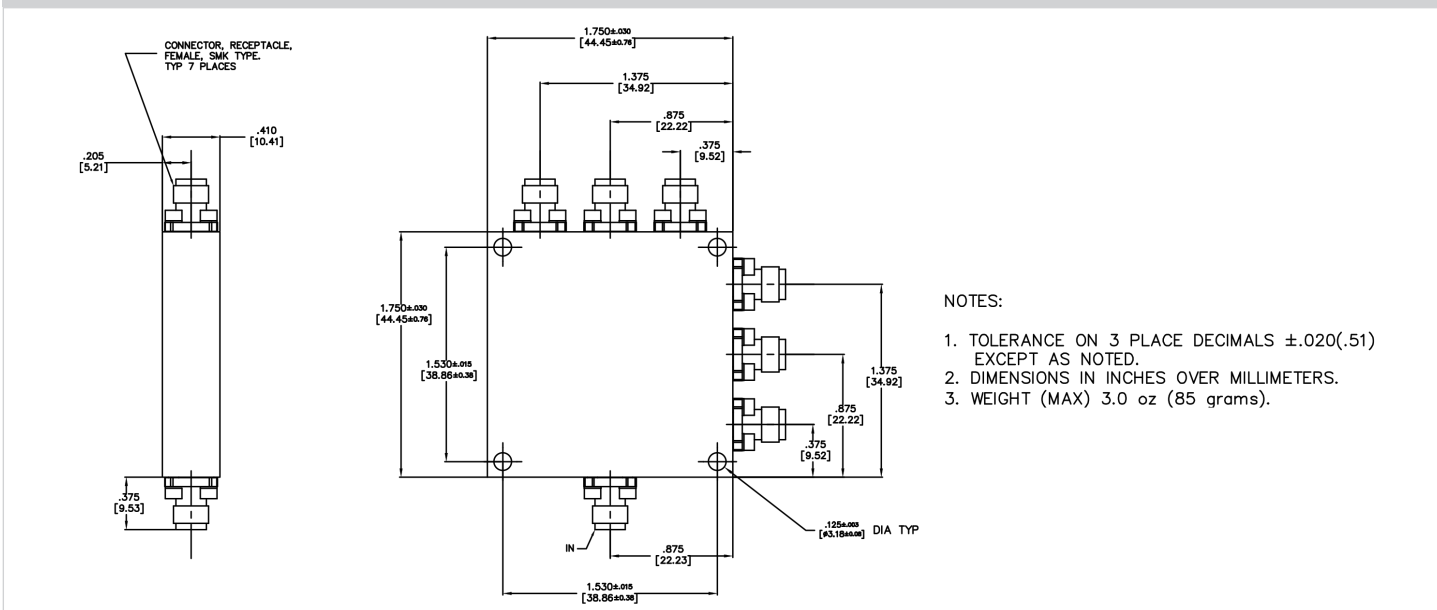 CONNECTOR, RECEPTACLE,
FEMALE, SMK TYPE.
TYP 7 PLACES
.410
[10.41]
.205
[5.21]
.375
[9.53]
1.750±.030
[44.45±0.76]
1.375
[34.92]
.875
[22.22]
.375
[9.52]
1.750±.030
[44.45±0.76]
1.530±.015
[38.86±0.38]
1.375
[34.92]
.875
[22.22]
.375
[9.52]
.125±.003
[ø3.18±0.08] DIA TYP
IN
.875
[22.23]
1.530±.015
[38.86±0.38]
NOTES:
1. TOLERANCE ON 3 PLACE DECIMALS ±.020(.51)
EXCEPT AS NOTED.
2. DIMENSIONS IN INCHES OVER MILLIMETERS.
3. WEIGHT (MAX) 3.0 oz (85 grams).